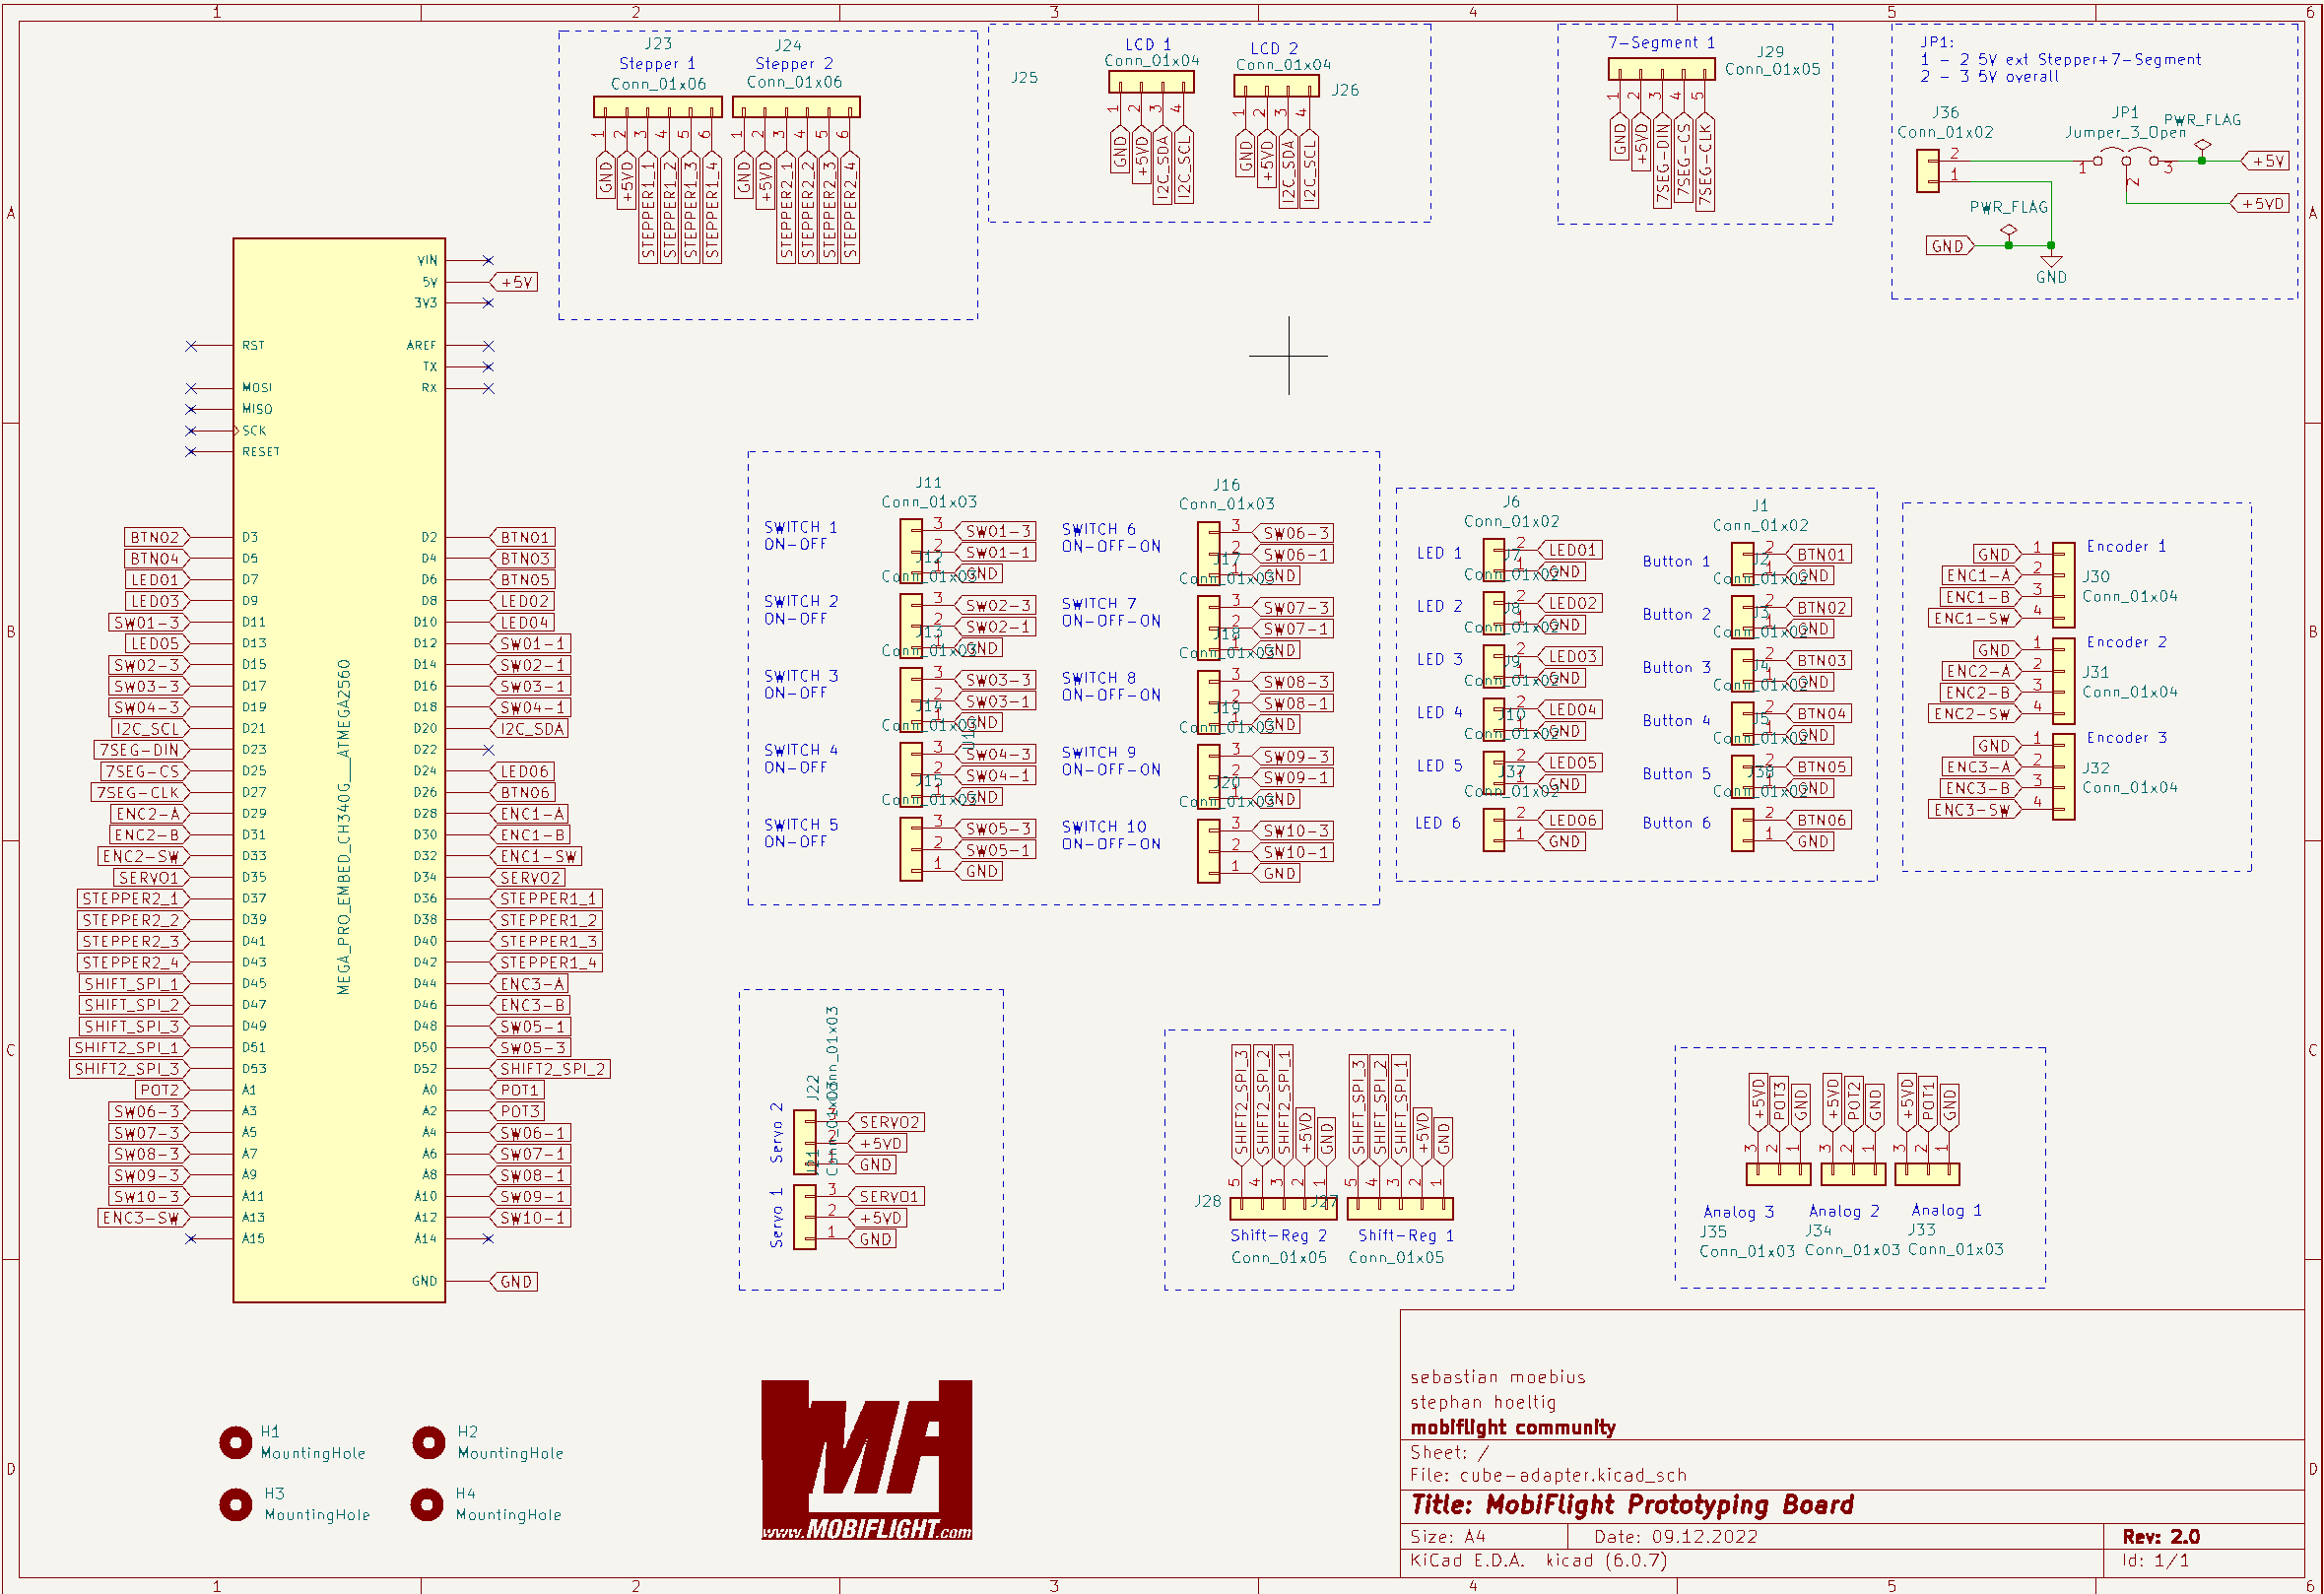 1 2 3 4 5 6
A
B
C
D
J23
Stepper 1
Conn_01x06
1 2 3 4 5 6
GND
+5VD
STEPPER1_1
STEPPER1_2
STEPPER1_3
STEPPER1_4
J24
Stepper 2
Conn_01x06
1 2 3 4 5 6
GND
+5VD
STEPPER2_1
STEPPER2_2
STEPPER2_3
STEPPER2_4
J25
LCD 1
Conn_01x04
1 2 3 4
GND
+5VD
I2C_SDA
I2C_SCL
LCD 2
Conn_01x04
J26
1 2 3 4
GND
+5VD
I2C_SDA
I2C_SCL
7-Segment 1
J29
Conn_01x05
1 2 3 4 5
GND
+5VD
7SEG-DIN
7SEG-CS
7SEG-CLK
JP1:
1 - 2 5V ext Stepper+7-Segment
2 - 3 5V overall
J36
Conn_01x02
2
1
JP1
Jumper_3_Open
1 2 3
PWR_FLAG
+5V
+5VD
PWR_FLAG
GND
GND
VIN
5V +5V
3V3
RST AREF
TX
MOSI RX
MISO
SCK
RESET
BTN02 D3 D2 BTN01
BTN04 D5 D4 BTN03
LED01 D7 D6 BTN05
LED03 D9 D8 LED02
SW01-3 D11 D10 LED04
LED05 D13 D12 SW01-1
SW02-3 D15 D14 SW02-1
SW03-3 D17 D16 SW03-1
SW04-3 D19 D18 SW04-1
I2C_SCL D21 D20 I2C_SDA
7SEG-DIN D23 D22
7SEG-CS D25 D24 LED06
7SEG-CLK D27 D26 BTN06
ENC2-A D29 D28 ENC1-A
ENC2-B D31 D30 ENC1-B
ENC2-SW D33 D32 ENC1-SW
SERVO1 D35 D34 SERVO2
STEPPER2_1 D37 D36 STEPPER1_1
STEPPER2_2 D39 D38 STEPPER1_2
STEPPER2_3 D41 D40 STEPPER1_3
STEPPER2_4 D43 D42 STEPPER1_4
SHIFT_SPI_1 D45 D44 ENC3-A
SHIFT_SPI_2 D47 D46 ENC3-B
SHIFT_SPI_3 D49 D48 SW05-1
SHIFT2_SPI_1 D51 D50 SW05-3
SHIFT2_SPI_3 D53 D52 SHIFT2_SPI_2
POT2 A1 A0 POT1
SW06-3 A3 A2 POT3
SW07-3 A5 A4 SW06-1
SW08-3 A7 A6 SW07-1
SW09-3 A9 A8 SW08-1
SW10-3 A11 A10 SW09-1
ENC3-SW A13 A12 SW10-1
A15 A14
GND GND
MEGA_PRO_EMBED_CH340G__ATMEGA2560
J11
Conn_01x03
SWITCH 1
ON-OFF
3 SW01-3
2 SW01-1
1 GND
J12
Conn_01x03
SWITCH 2
ON-OFF
3 SW02-3
2 SW02-1
1 GND
J13
Conn_01x03
SWITCH 3
ON-OFF
3 SW03-3
2 SW03-1
1 GND
J14
Conn_01x03
SWITCH 4
ON-OFF
3 SW04-3
2 SW04-1
1 GND
J15
Conn_01x03
SWITCH 5
ON-OFF
3 SW05-3
2 SW05-1
1 GND
J16
Conn_01x03
SWITCH 6
ON-OFF-ON
3 SW06-3
2 SW06-1
1 GND
J17
Conn_01x03
SWITCH 7
ON-OFF-ON
3 SW07-3
2 SW07-1
1 GND
J18
Conn_01x03
SWITCH 8
ON-OFF-ON
3 SW08-3
2 SW08-1
1 GND
J19
Conn_01x03
SWITCH 9
ON-OFF-ON
3 SW09-3
2 SW09-1
1 GND
J20
Conn_01x03
SWITCH 10
ON-OFF-ON
3 SW10-3
2 SW10-1
1 GND
J6
Conn_01x02
LED 1
2 LED01
1 GND
J7
Conn_01x02
LED 2
2 LED02
1 GND
J8
Conn_01x02
LED 3
2 LED03
1 GND
J9
Conn_01x02
LED 4
2 LED04
1 GND
J10
Conn_01x02
LED 5
2 LED05
1 GND
J37
Conn_01x02
LED 6
2 LED06
1 GND
J1
Conn_01x02
Button 1
2 BTN01
1 GND
J2
Conn_01x02
Button 2
2 BTN02
1 GND
J3
Conn_01x02
Button 3
2 BTN03
1 GND
J4
Conn_01x02
Button 4
2 BTN04
1 GND
J5
Conn_01x02
Button 5
2 BTN05
1 GND
J38
Conn_01x02
Button 6
2 BTN06
1 GND
Encoder 1
J30
Conn_01x04
GND 1
ENC1-A 2
ENC1-B 3
ENC1-SW 4
Encoder 2
J31
Conn_01x04
GND 1
ENC2-A 2
ENC2-B 3
ENC2-SW 4
Encoder 3
J32
Conn_01x04
GND 1
ENC3-A 2
ENC3-B 3
ENC3-SW 4
Servo 2
J22
Conn_01x03
3 SERVO2
2 +5VD
1 GND
Servo 1
J21
Conn_01x03
3 SERVO1
2 +5VD
1 GND
SHIFT2_SPI_3
SHIFT2_SPI_2
SHIFT2_SPI_1
+5VD
GND
5 4 3 2 1
J28
Shift-Reg 2
Conn_01x05
SHIFT_SPI_3
SHIFT_SPI_2
SHIFT_SPI_1
+5VD
GND
5 4 3 2 1
J27
Shift-Reg 1
Conn_01x05
+5VD
POT3
GND
3 2 1
Analog 3
J35
Conn_01x03
+5VD
POT2
GND
3 2 1
Analog 2
J34
Conn_01x03
+5VD
POT1
GND
3 2 1
Analog 1
J33
Conn_01x03
H1
MountingHole
H2
MountingHole
H3
MountingHole
H4
MountingHole
MF
www.MOBIFLIGHT.com
sebastian moebius
stephan hoeltig
mobiflight community
Sheet: /
File: cube-adapter.kicad_sch
Title: MobiFlight Prototyping Board
Size: A4 Date: 09.12.2022 Rev: 2.0
KiCad E.D.A. kicad (6.0.7) Id: 1/1
A
B
C
D
1 2 3 4 5 6